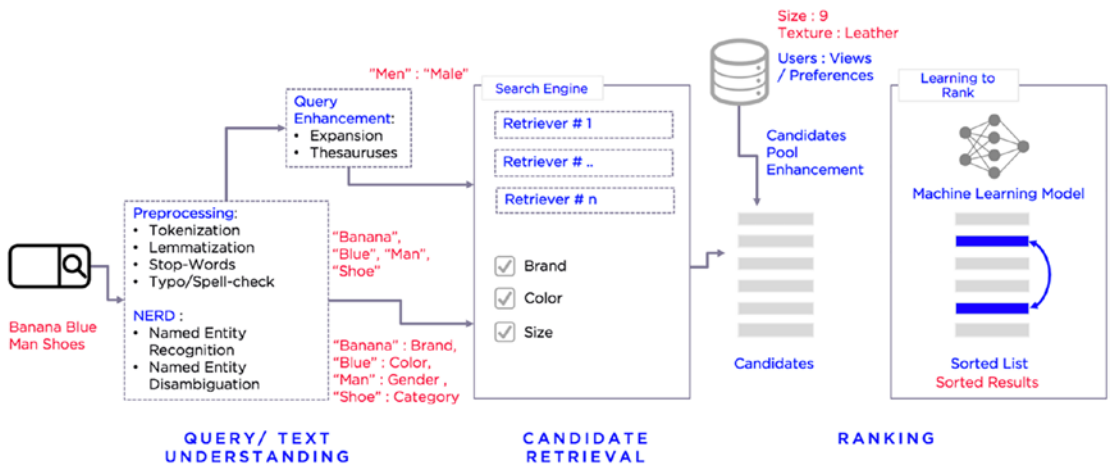 Banana Blue
Man Shoes
Preprocessing:
• Tokenization
• Lemmatization
• Stop-Words
• Typo/Spell-check
NERD :
• Named Entity
Recognition
• Named Entity
Disambiguation
Query
Enhancement:
• Expansion
• Thesauruses
"Men" : "Male"
"Banana",
"Blue", "Man",
"Shoe"
"Banana" : Brand,
"Blue" : Color,
"Man" : Gender ,
"Shoe" : Category
QUERY/ TEXT
UNDERSTANDING
Search Engine
Retriever # 1
Retriever # ..
Retriever # n
Brand
Color
Size
CANDIDATE
RETRIEVAL
Size : 9
Texture : Leather
Users : Views
/ Preferences
Candidates
Pool
Enhancement
Candidates
Learning to
Rank
Machine Learning Model
Sorted List
Sorted Results
RANKING